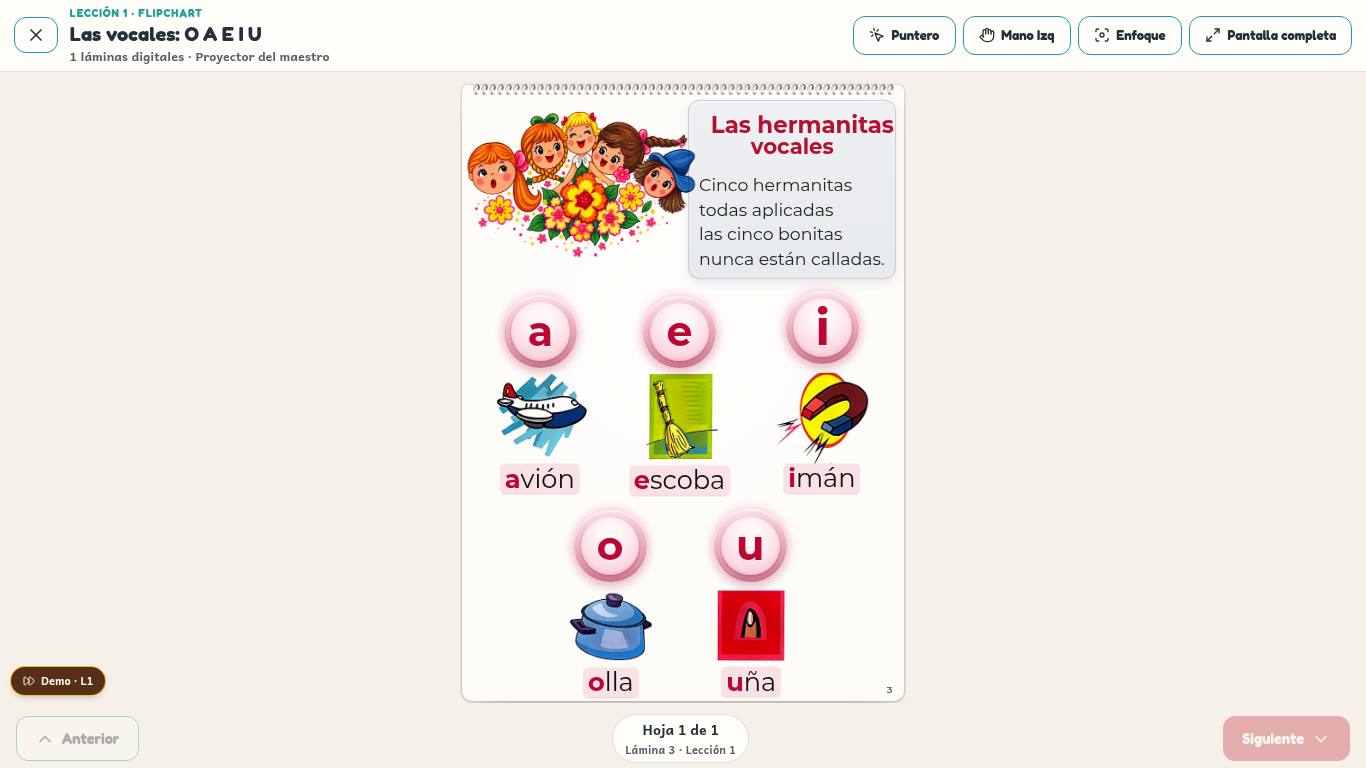 LECCIÓN 1 · FLIPCHART
Las vocales: O A E I U
1 láminas digitales · Proyector del maestro
Puntero
Mano Izq
Enfoque
Pantalla completa
Las hermanitas
vocales
Cinco hermanitas
todas aplicadas
las cinco bonitas
nunca están calladas.
a e i
avión escoba imán
o u
olla uña
3
Demo · L1
Anterior
Hoja 1 de 1
Lámina 3 · Lección 1
Siguiente